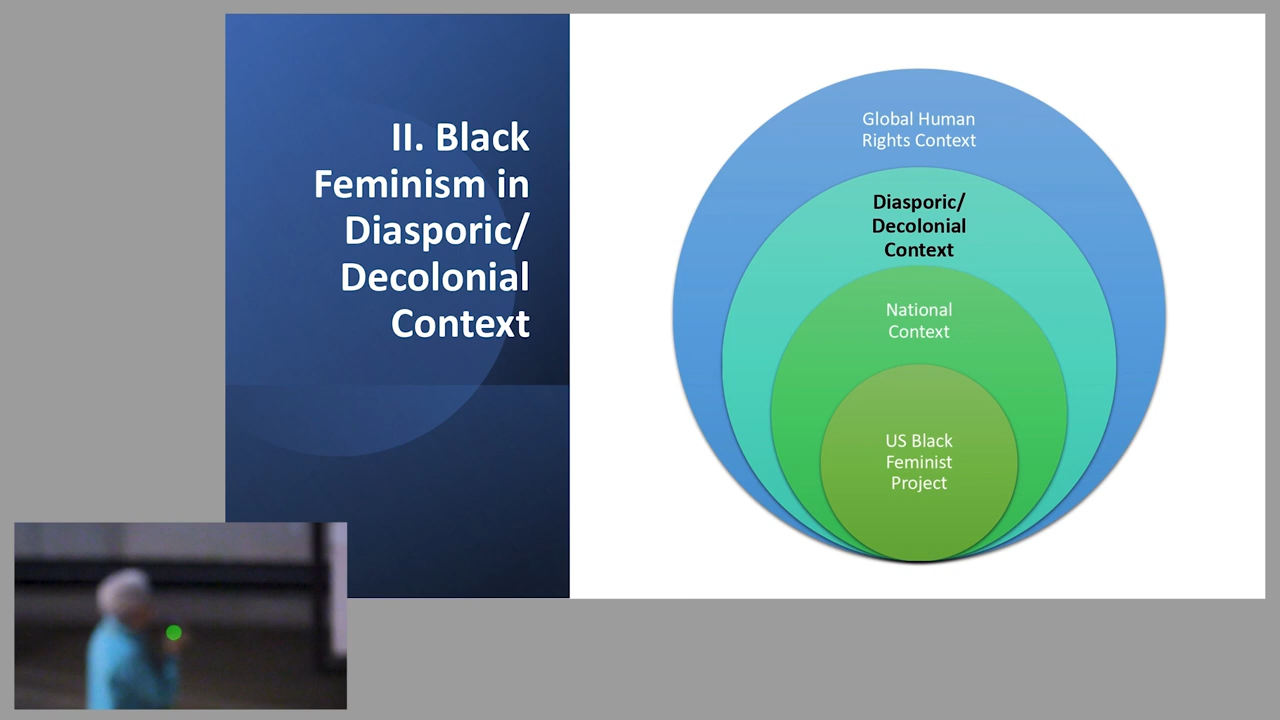 II. Black
Feminism in
Diasporic/
Decolonial
Context
Global Human
Rights Context
Diasporic/
Decolonial
Context
National
Context
US Black
Feminist
Project